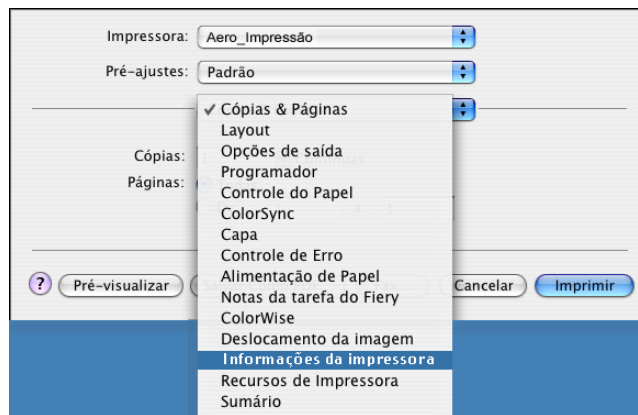 Impressora: Aero_Impressão
Pré-ajustes: Padrão
✓ Cópias & Páginas
Layout
Opções de saída
Cópias:
Programador
Páginas:
Controle do Papel
ColorSync
Capa
Controle de Erro
Alimentação de Papel
? Pré-visualizar Cancelar Imprimir
Notas da tarefa do Fiery
ColorWise
Deslocamento da imagem
Informações da impressora
Recursos de Impressora
Sumário